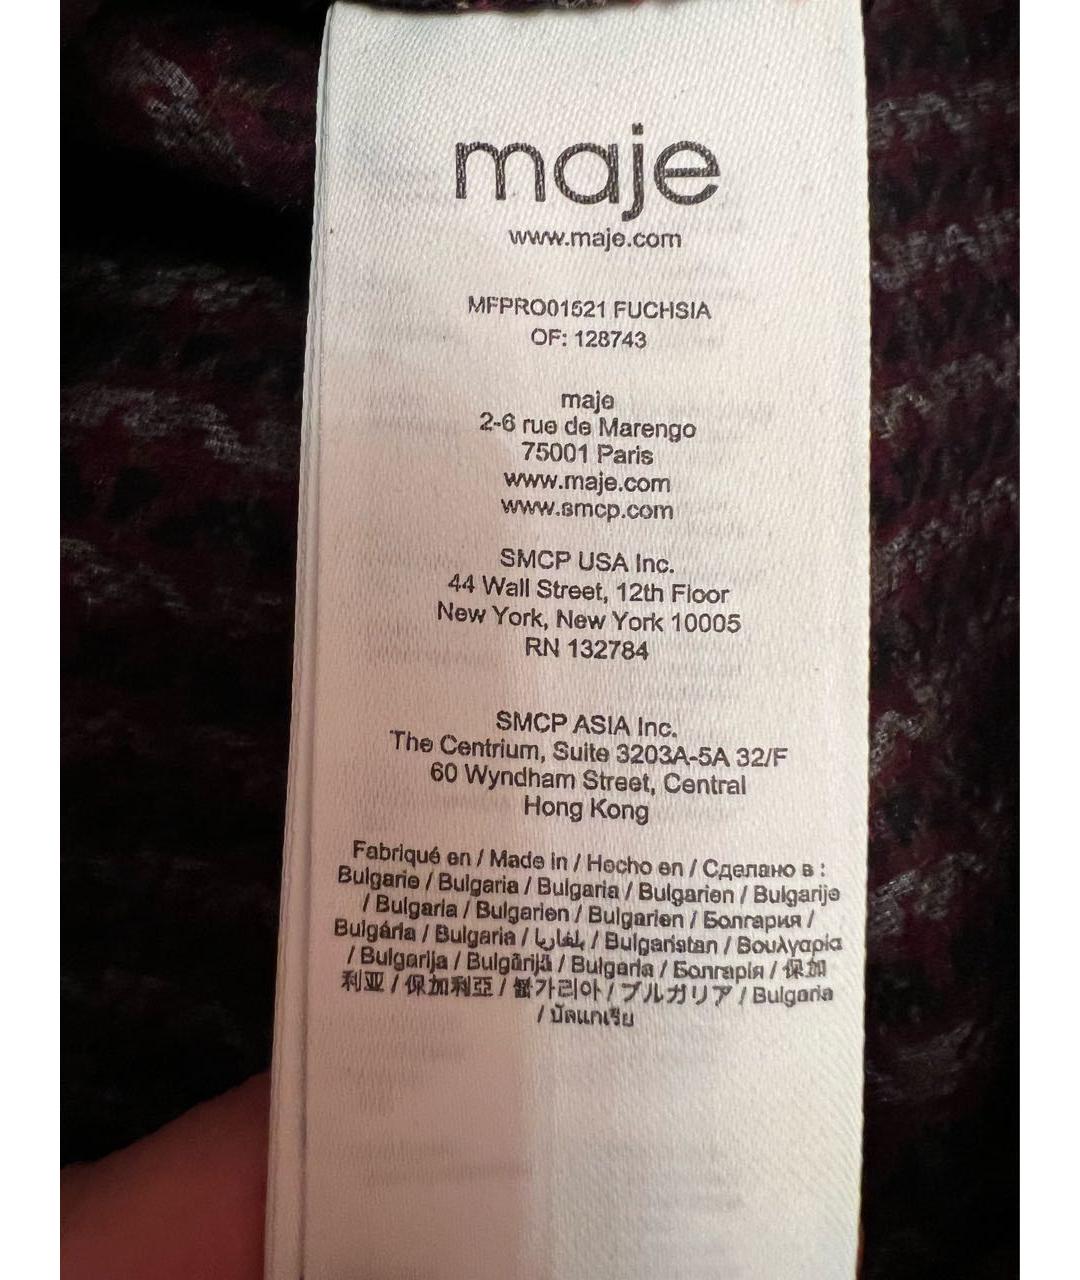 maje
www.maje.com
MFPRO01521 FUCHSIA
OF: 128743
maje
2-6 rue de Marengo
75001 Paris
www.maje.com
www.smcp.com
SMCP USA Inc.
44 Wall Street, 12th Floor
New York, New York 10005
RN 132784
SMCP ASIA Inc.
The Centrium, Suite 3203A-5A 32/F
60 Wyndham Street, Central
Hong Kong
Fabriqué en / Made in / Hecho en / Сделано в :
Bulgarie / Bulgaria / Bulgaria / Bulgarien / Bulgarije
/ Bulgaria / Bulgarien / Bulgarien / Болгария /
Bulgária / Bulgaria / بلغاريا / Bulgaristan / Βουλγαρία
/ Bulgarija / Bulgārijā / Bulgaria / Болгарія / 保加
利亚 / 保加利亞 / 불가리아 / ブルガリア / Bulgaria
/ บัลแกเรีย